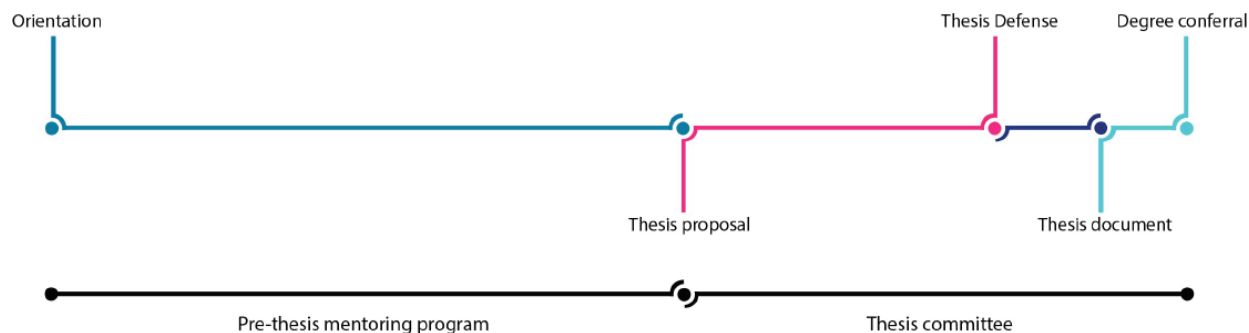 Orientation
Thesis Defense
Degree conferral
Thesis proposal
Thesis document
Pre-thesis mentoring program
Thesis committee